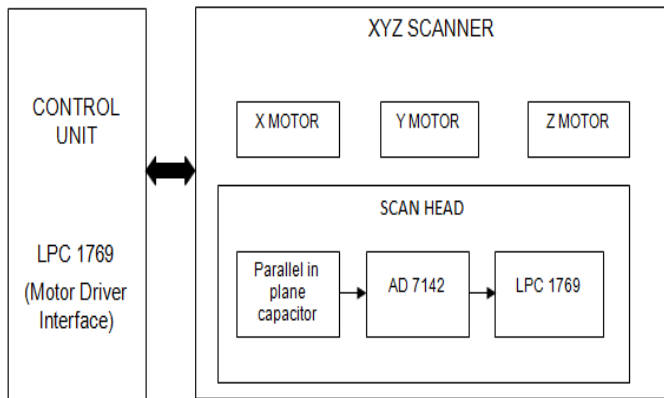 CONTROL
UNIT
LPC 1769
(Motor Driver
Interface)
XYZ SCANNER
X MOTOR
Y MOTOR
Z MOTOR
SCAN HEAD
Parallel in
plane
capacitor
AD 7142
LPC 1769